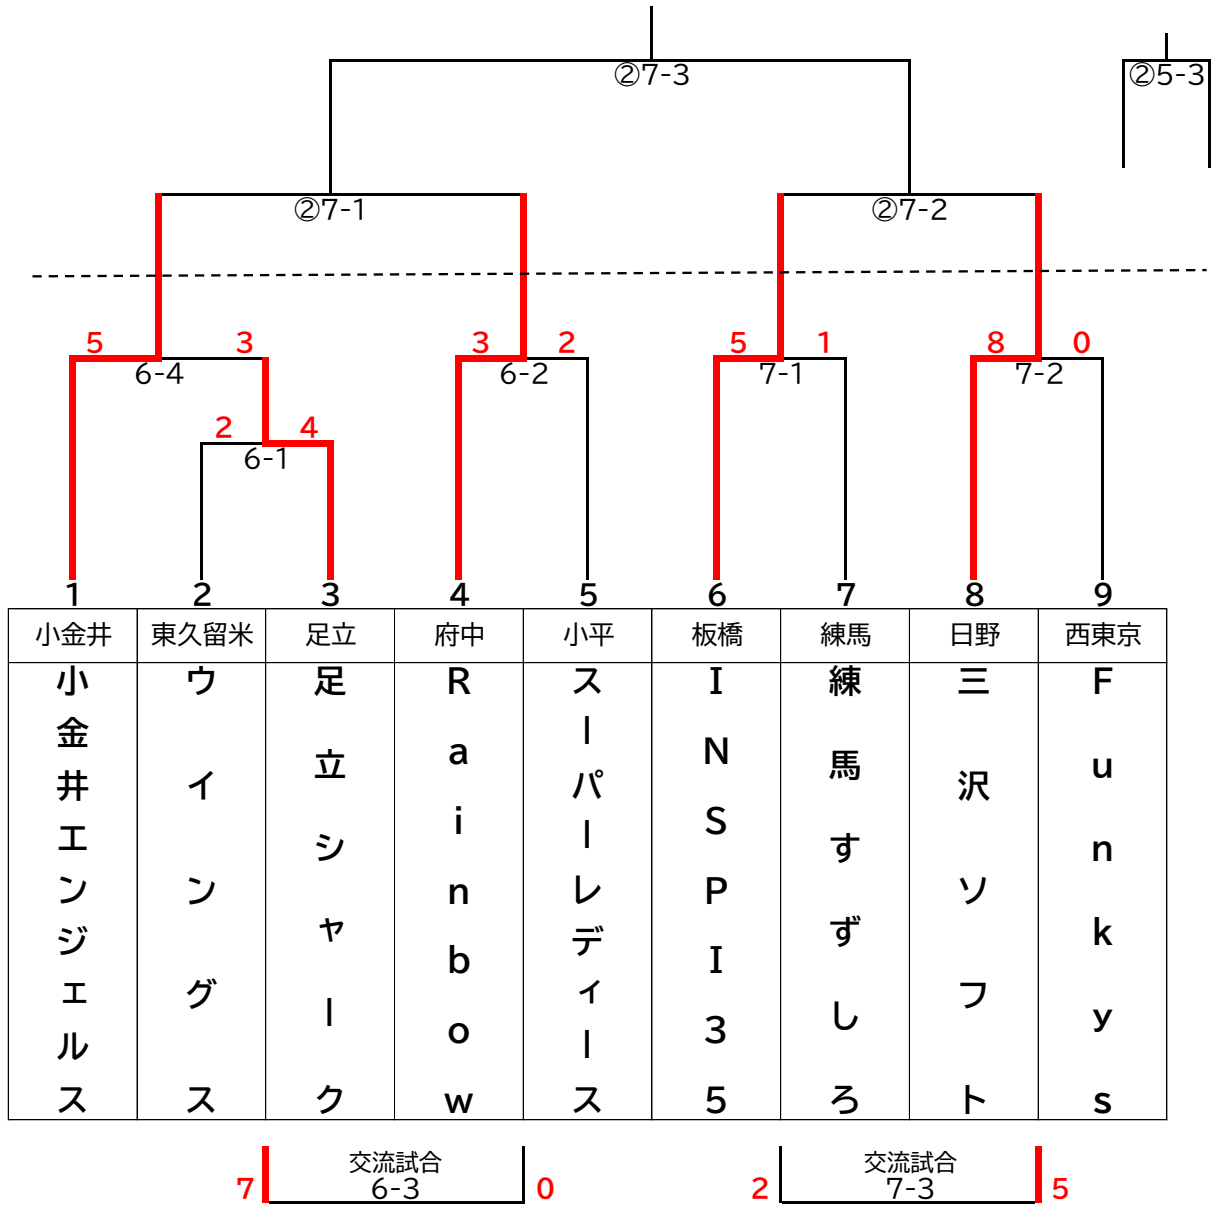 ②7-3
②5-3
②7-1
②7-2
5 3 3 2 5 1 8 0
6-4 6-2 7-1 7-2
2 4
6-1
1 2 3 4 5 6 7 8 9
小金井 東久留米 足立 府中 小平 板橋 練馬 日野 西東京
小金井エンジェルス
ウイングス
足立シャーク
Rainbow
スーパーレディース
INSPI35
練馬すずしろ
三沢ソフト
Funkys
交流試合
7 6-3 0
交流試合
2 7-3 5